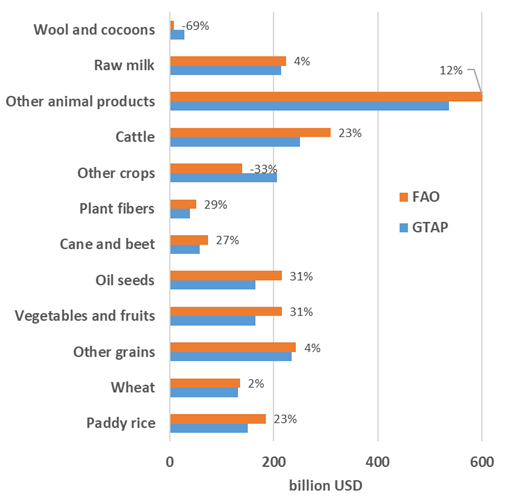 Wool and cocoons -69%
Raw milk 4%
12%
Other animal products
Cattle 23%
Other crops -33%
FAO
Plant fibers 29%
GTAP
Cane and beet 27%
Oil seeds 31%
Vegetables and fruits 31%
Other grains 4%
Wheat 2%
Paddy rice 23%
0 200 400 600
billion USD